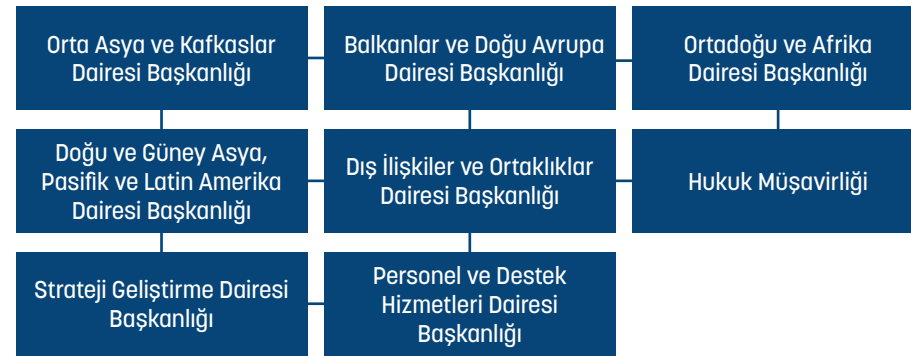 Orta Asya ve Kafkaslar
Dairesi Başkanlığı
Balkanlar ve Doğu Avrupa
Dairesi Başkanlığı
Ortadoğu ve Afrika
Dairesi Başkanlığı
Doğu ve Güney Asya,
Pasifik ve Latin Amerika
Dairesi Başkanlığı
Dış İlişkiler ve Ortaklıklar
Dairesi Başkanlığı
Hukuk Müşavirliği
Strateji Geliştirme Dairesi
Başkanlığı
Personel ve Destek
Hizmetleri Dairesi
Başkanlığı